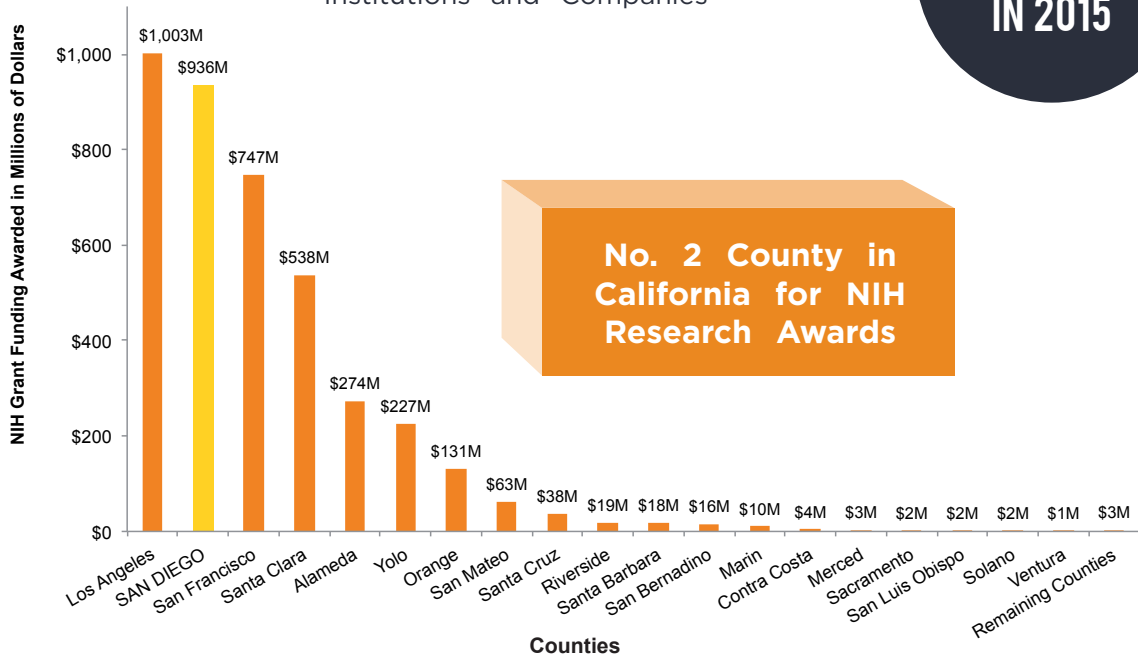 Institutions and Companies
IN 2015
NIH Grant Funding Awarded in Millions of Dollars
$1,000
$800
$600
$400
$200
$0
$1,003M
$936M
$747M
$538M
$274M
$227M
$131M
$63M
$38M
$19M
$18M
$16M
$10M
$4M
$3M
$2M
$2M
$2M
$1M
$3M
No. 2 County in
California for NIH
Research Awards
Los Angeles
SAN DIEGO
San Francisco
Santa Clara
Alameda
Yolo
Orange
San Mateo
Santa Cruz
Riverside
Santa Barbara
San Bernadino
Marin
Contra Costa
Merced
Sacramento
San Luis Obispo
Solano
Ventura
Remaining Counties
Counties